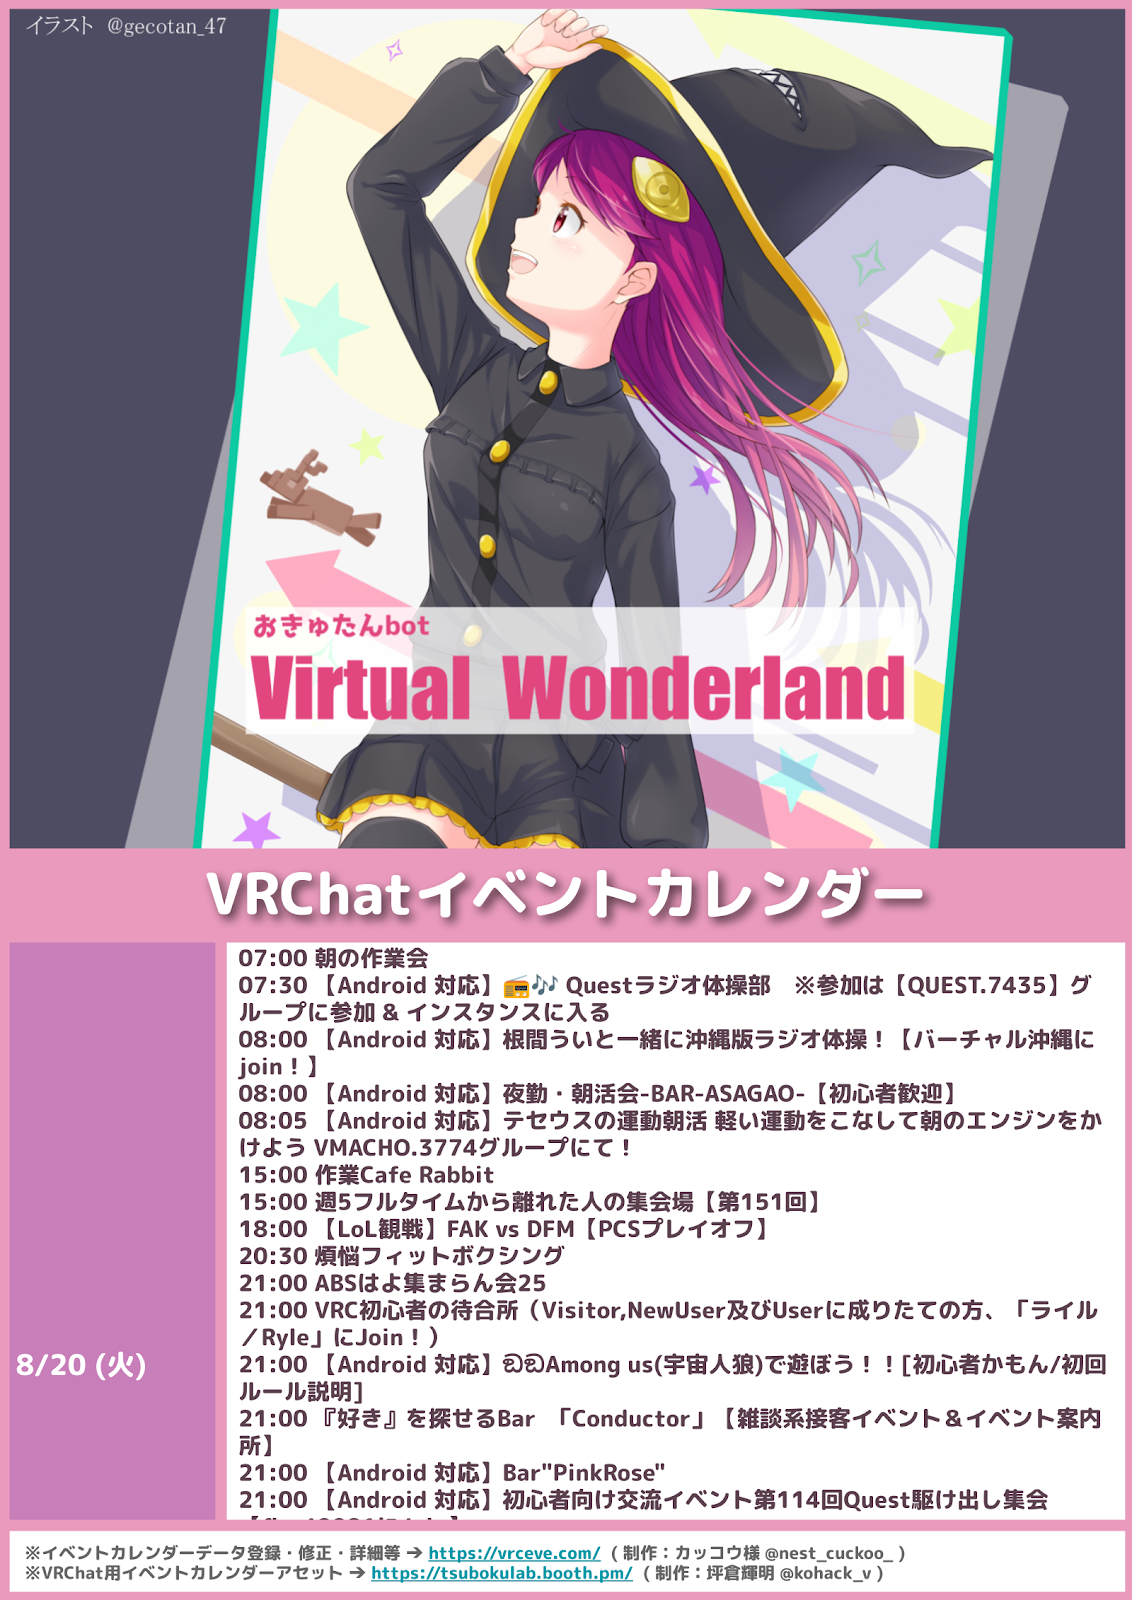 イラスト @gecotan_47
おきゅたんbot
Virtual Wonderland
VRChatイベントカレンダー
8/20 (火)
07:00 朝の作業会
07:30 【Android 対応】📻🎶 Questラジオ体操部　※参加は【QUEST.7435】グ
ループに参加 & インスタンスに入る
08:00 【Android 対応】根間ういと一緒に沖縄版ラジオ体操！【バーチャル沖縄に
join！】
08:00 【Android 対応】夜勤・朝活会-BAR-ASAGAO-【初心者歓迎】
08:05 【Android 対応】テセウスの運動朝活 軽い運動をこなして朝のエンジンをか
けよう VMACHO.3774グループにて！
15:00 作業Cafe Rabbit
15:00 週5フルタイムから離れた人の集会場【第151回】
18:00 【LoL観戦】FAK vs DFM【PCSプレイオフ】
20:30 煩悩フィットボクシング
21:00 ABSはよ集まらん会25
21:00 VRC初心者の待合所（Visitor,NewUser及びUserに成りたての方、「ライル
／Ryle」にJoin！）
21:00 【Android 対応】ඞඞAmong us(宇宙人狼)で遊ぼう！！[初心者かもん/初回
ルール説明]
21:00 『好き』を探せるBar 「Conductor」【雑談系接客イベント＆イベント案内
所】
21:00 【Android 対応】Bar"PinkRose"
21:00 【Android 対応】初心者向け交流イベント第114回Quest駆け出し集会
※イベントカレンダーデータ登録・修正・詳細等 ➔ https://vrceve.com/ ( 制作：カッコウ様 @nest_cuckoo_ )
※VRChat用イベントカレンダーアセット ➔ https://tsubokulab.booth.pm/ ( 制作：坪倉輝明 @kohack_v )